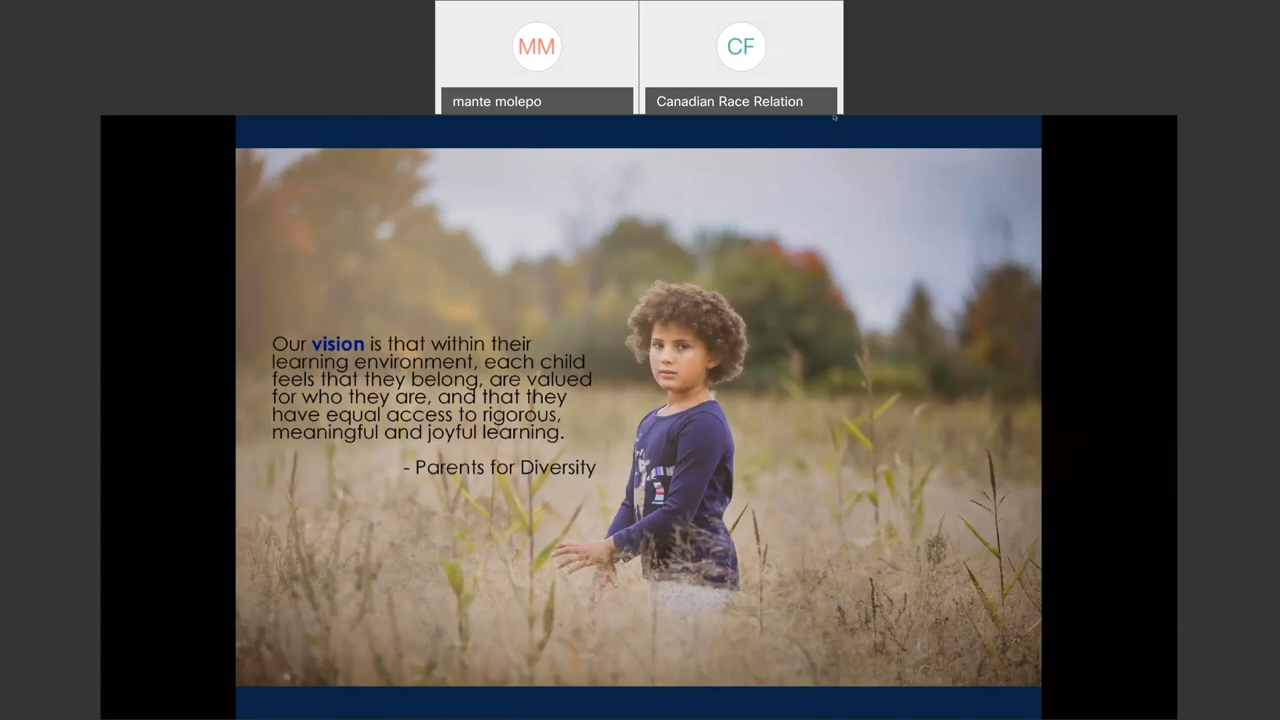 MM
CF
mante molepo
Canadian Race Relation
Our vision is that within their
learning environment, each child
feels that they belong, are valued
for who they are, and that they
have equal access to rigorous,
meaningful and joyful learning.
- Parents for Diversity